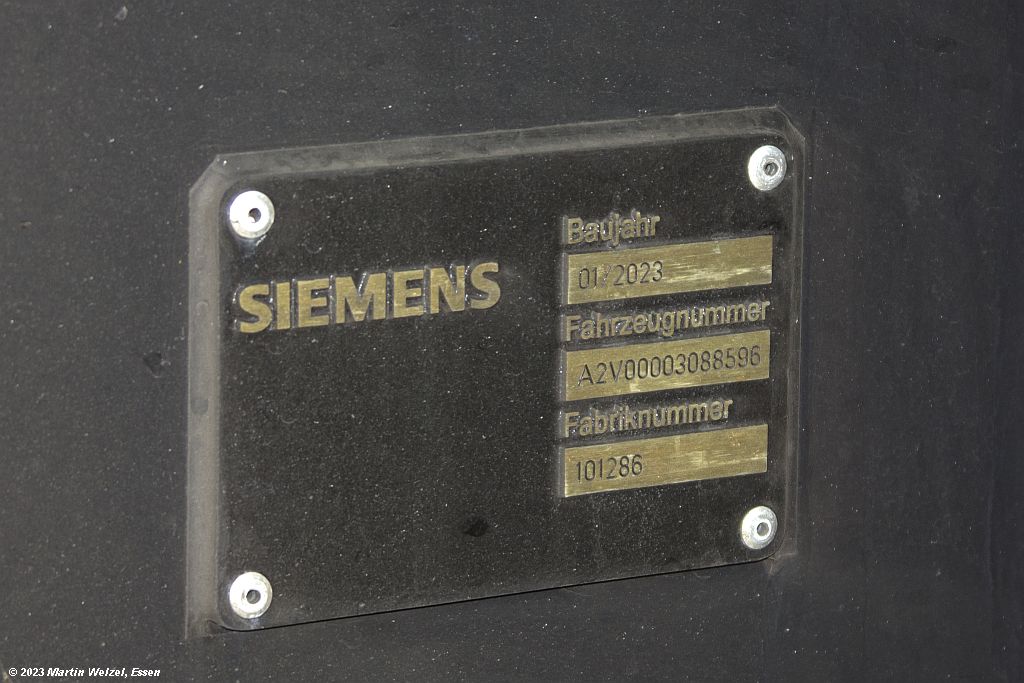 SIEMENS
Baujahr
01/2023
Fahrzeugnummer
A2V00003088596
Fabriknummer
101286
© 2023 Martin Welzel, Essen